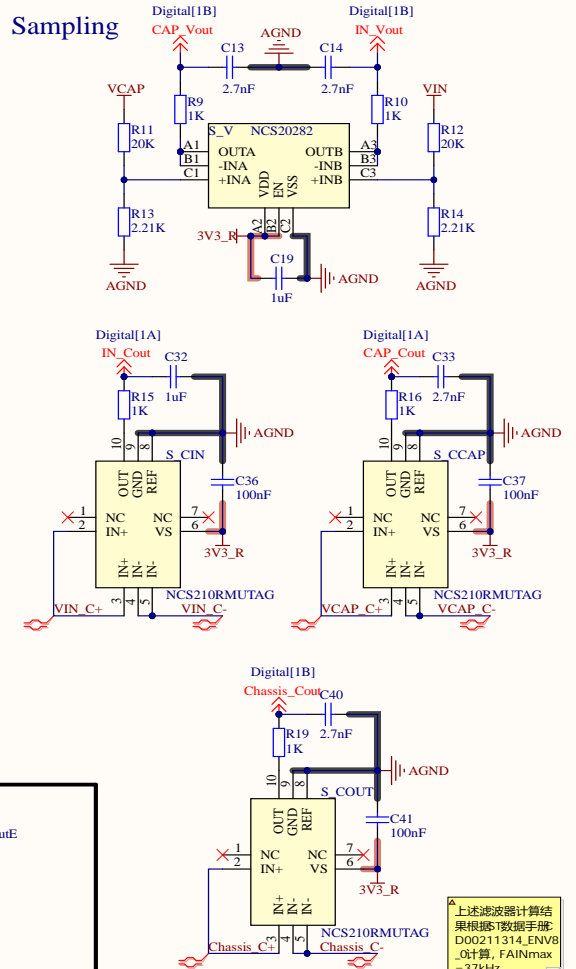 Sampling
Digital[1B]
CAP_Vout
AGND
Digital[1B]
IN_Vout
C13
2.7nF
C14
2.7nF
VCAP
R9
1K
R10
1K
VIN
R11
20K
S_V
NCS20282
R12
20K
A1
OUTA
OUTB
A3
B1
-INA
-INB
B3
C1
+INA
+INB
C3
VDD
EN
VSS
A2
B2
C2
R13
2.21K
R14
2.21K
3V3_R
C19
1uF
AGND
AGND
AGND
Digital[1A]
IN_Cout
C32
1uF
R15
1K
AGND
10
9
8
S_CIN
OUT
GND
REF
C36
100nF
1
NC
NC
7
2
IN+
VS
6
3V3_R
IN+
IN-
IN-
3
4
5
NCS210RMUTAG
VIN_C+
VIN_C-
Digital[1A]
CAP_Cout
C33
2.7nF
R16
1K
AGND
10
9
8
S_CCAP
OUT
GND
REF
C37
100nF
1
NC
NC
7
2
IN+
VS
6
3V3_R
IN+
IN-
IN-
3
4
5
NCS210RMUTAG
VCAP_C+
VCAP_C-
Digital[1B]
Chassis_Cout
C40
2.7nF
R19
1K
AGND
10
9
8
S_COUT
OUT
GND
REF
C41
100nF
1
NC
NC
7
2
IN+
VS
6
3V3_R
IN+
IN-
IN-
3
4
5
NCS210RMUTAG
Chassis_C+
Chassis_C-
utE
上述滤波器计算结
果根据ST数据手册C
D00211314_ENV8
_0计算, FAINmax
=37kHz